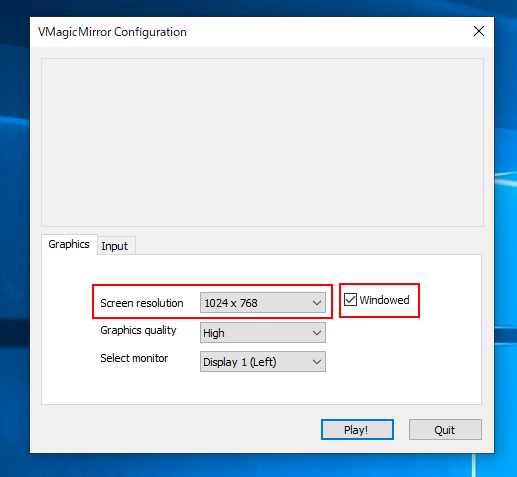 VMagicMirror Configuration
Graphics
Input
Screen resolution 1024 x 768 Windowed
Graphics quality High
Select monitor Display 1 (Left)
Play! Quit